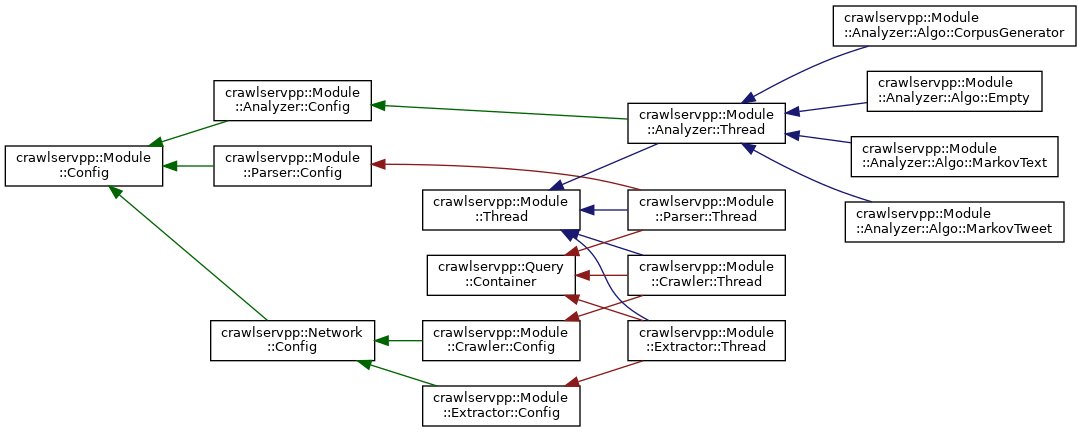 crawlservpp::Module
::Analyzer::Algo::CorpusGenerator
crawlservpp::Module
::Analyzer::Algo::Empty
crawlservpp::Module
::Analyzer::Config
crawlservpp::Module
::Analyzer::Thread
crawlservpp::Module
::Analyzer::Algo::MarkovText
crawlservpp::Module
::Config
crawlservpp::Module
::Parser::Config
crawlservpp::Module
::Thread
crawlservpp::Module
::Parser::Thread
crawlservpp::Module
::Analyzer::Algo::MarkovTweet
crawlservpp::Query
::Container
crawlservpp::Module
::Crawler::Thread
crawlservpp::Network
::Config
crawlservpp::Module
::Crawler::Config
crawlservpp::Module
::Extractor::Thread
crawlservpp::Module
::Extractor::Config